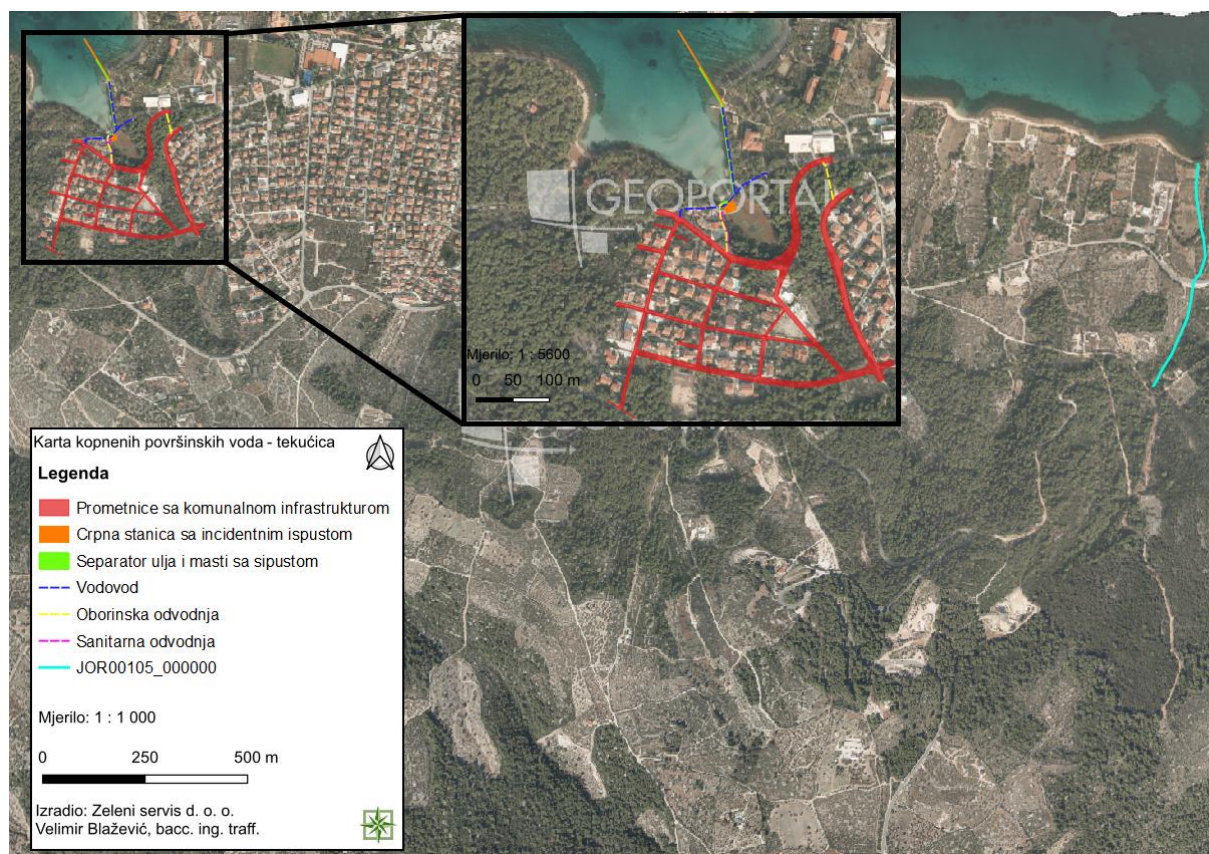 GEOPORTAL
Mjerilo: 1 : 5600
0 50 100 m
Karta kopnenih površinskih voda - tekućica
Legenda
Prometnice sa komunalnom infrastrukturom
Crpna stanica sa incidentnim ispustom
Separator ulja i masti sa sipustom
Vodovod
Oborinska odvodnja
Sanitarna odvodnja
JOR00105_000000
Mjerilo: 1 : 1 000
0 250 500 m
Izradio: Zeleni servis d. o. o.
Velimir Blažević, bacc. ing. traff.